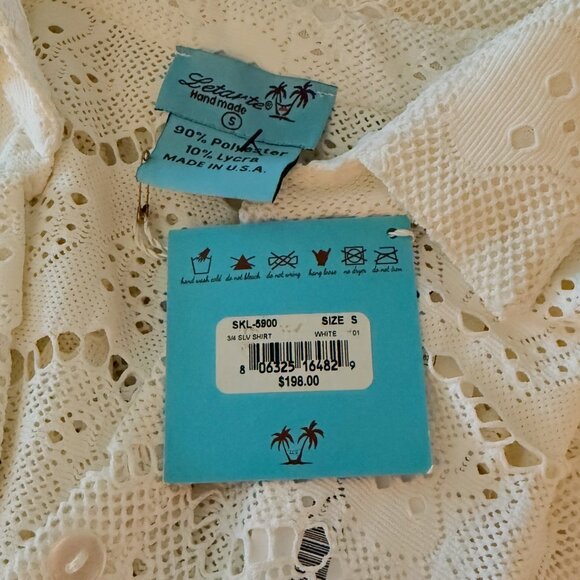 Letarte®
Handmade
S
90% Polyester
10% Lycra
MADE IN U.S.A.
hand wash cold do not bleach do not wring hang loose no dryer do not iron
SKL-5900 SIZE S
3/4 SLV SHIRT WHITE 101
8 06325 16482 9
$198.00